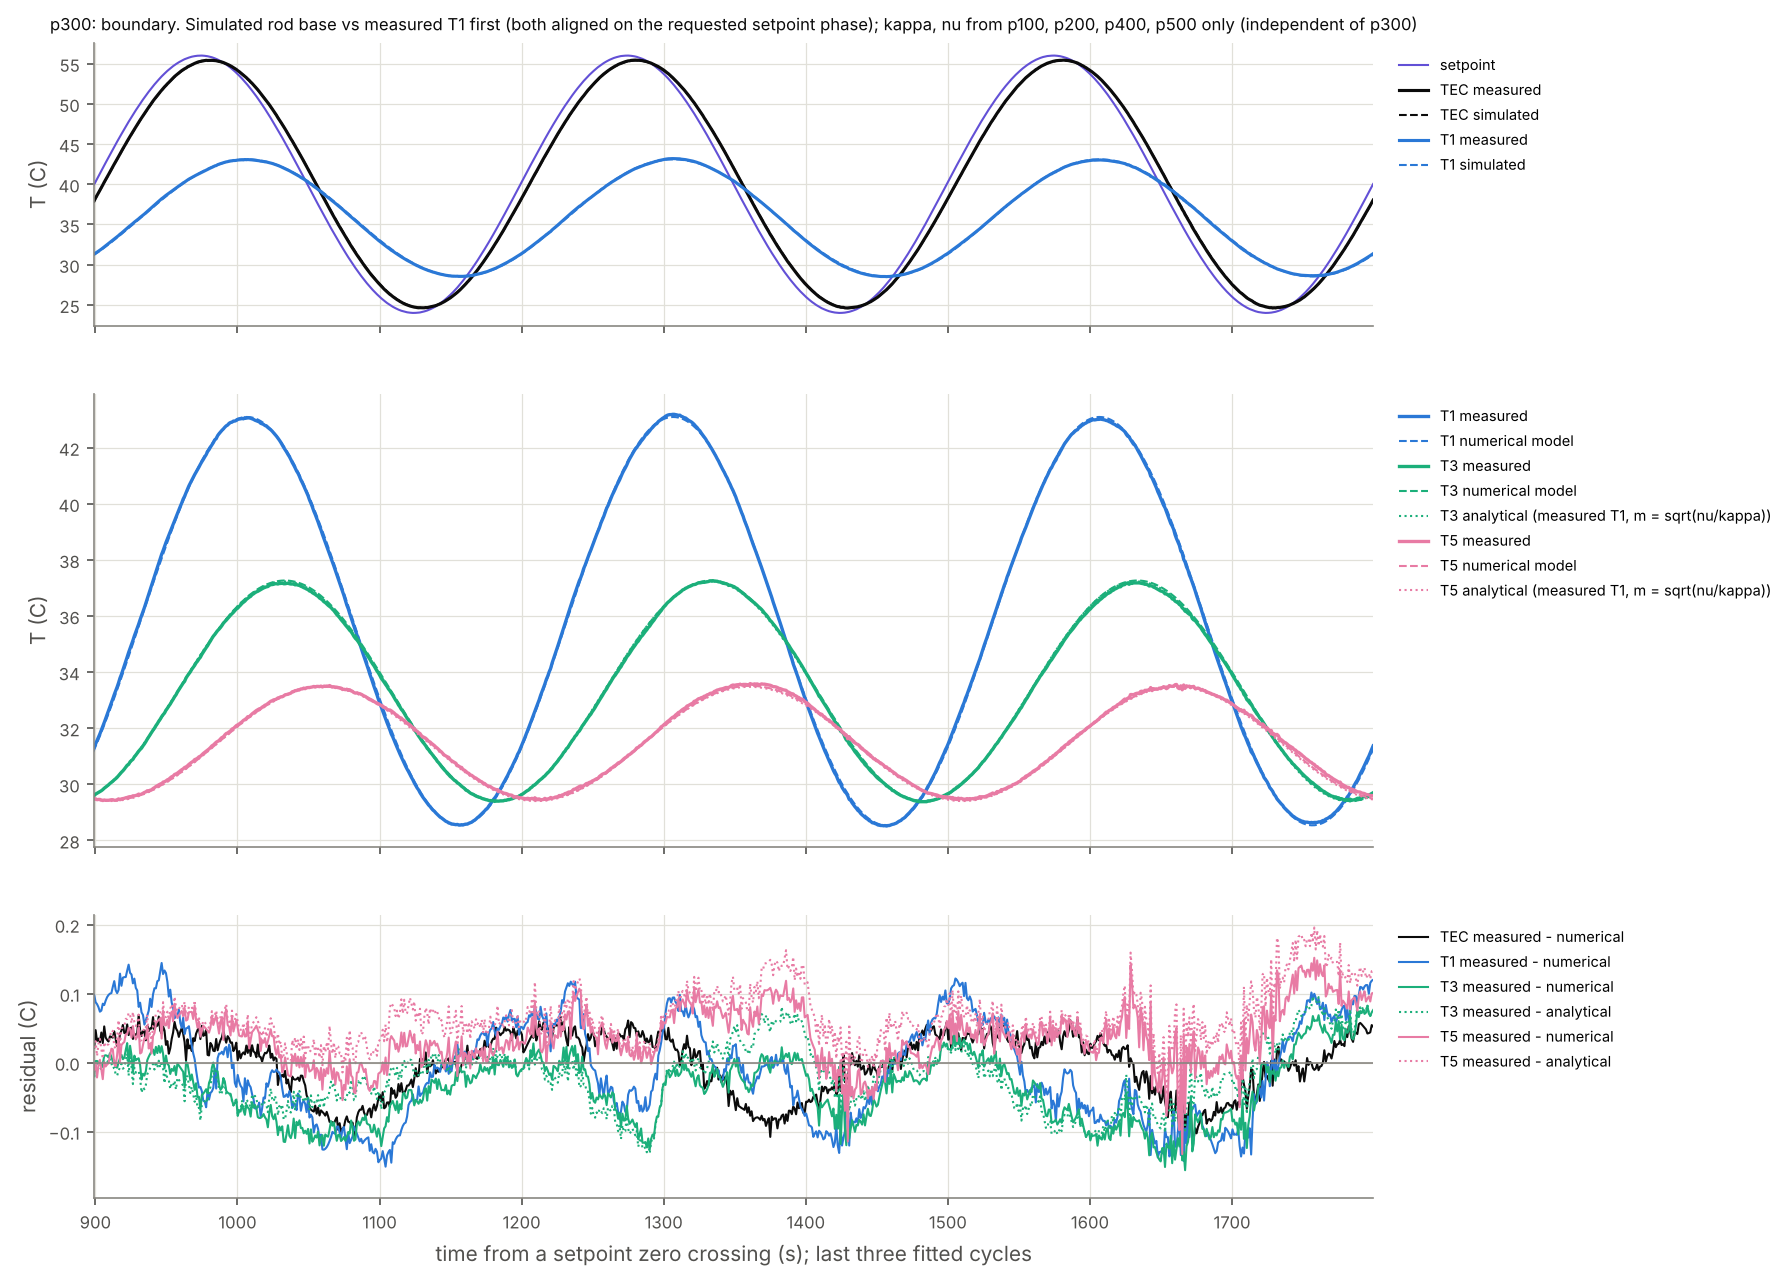 p300: boundary. Simulated rod base vs measured T1 first (both aligned on the requested setpoint phase); kappa, nu from p100, p200, p400, p500 only (independent of p300)
T (C)
55
50
45
40
35
30
25
setpoint
TEC measured
TEC simulated
T1 measured
T1 simulated
T (C)
42
40
38
36
34
32
30
28
T1 measured
T1 numerical model
T3 measured
T3 numerical model
T3 analytical (measured T1, m = sqrt(nu/kappa))
T5 measured
T5 numerical model
T5 analytical (measured T1, m = sqrt(nu/kappa))
residual (C)
0.2
0.1
0.0
−0.1
TEC measured - numerical
T1 measured - numerical
T3 measured - numerical
T3 measured - analytical
T5 measured - numerical
T5 measured - analytical
900 1000 1100 1200 1300 1400 1500 1600 1700
time from a setpoint zero crossing (s); last three fitted cycles